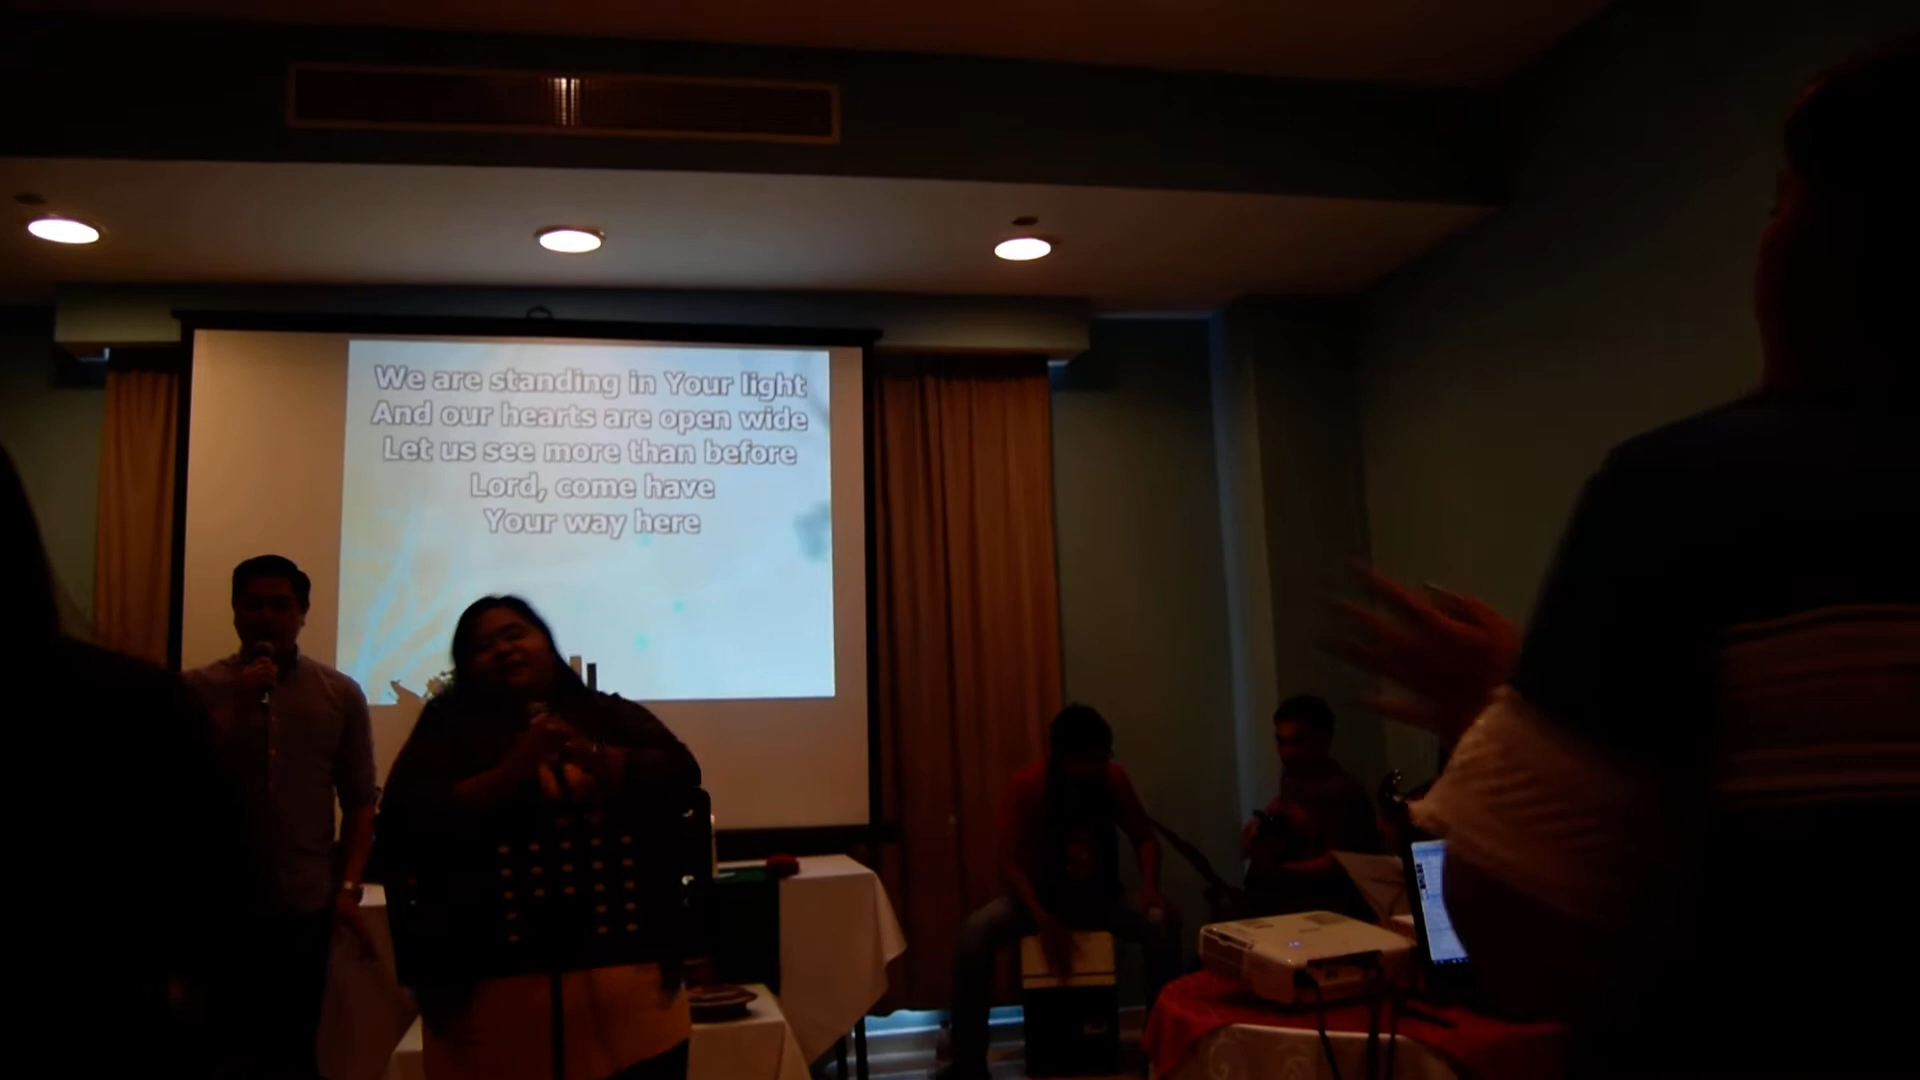 We are standing in Your light
And our hearts are open wide
Let us see more than before
Lord, come have
Your way here